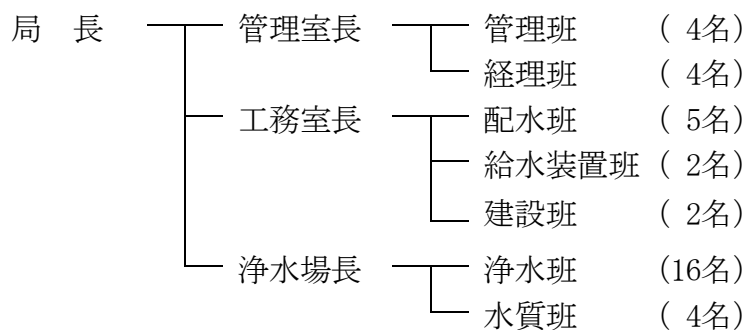 局　長　管理室長　管理班　( 4名)
経理班　( 4名)
工務室長　配水班　( 5名)
給水装置班 ( 2名)
建設班　( 2名)
浄水場長　浄水班　(16名)
水質班　( 4名)